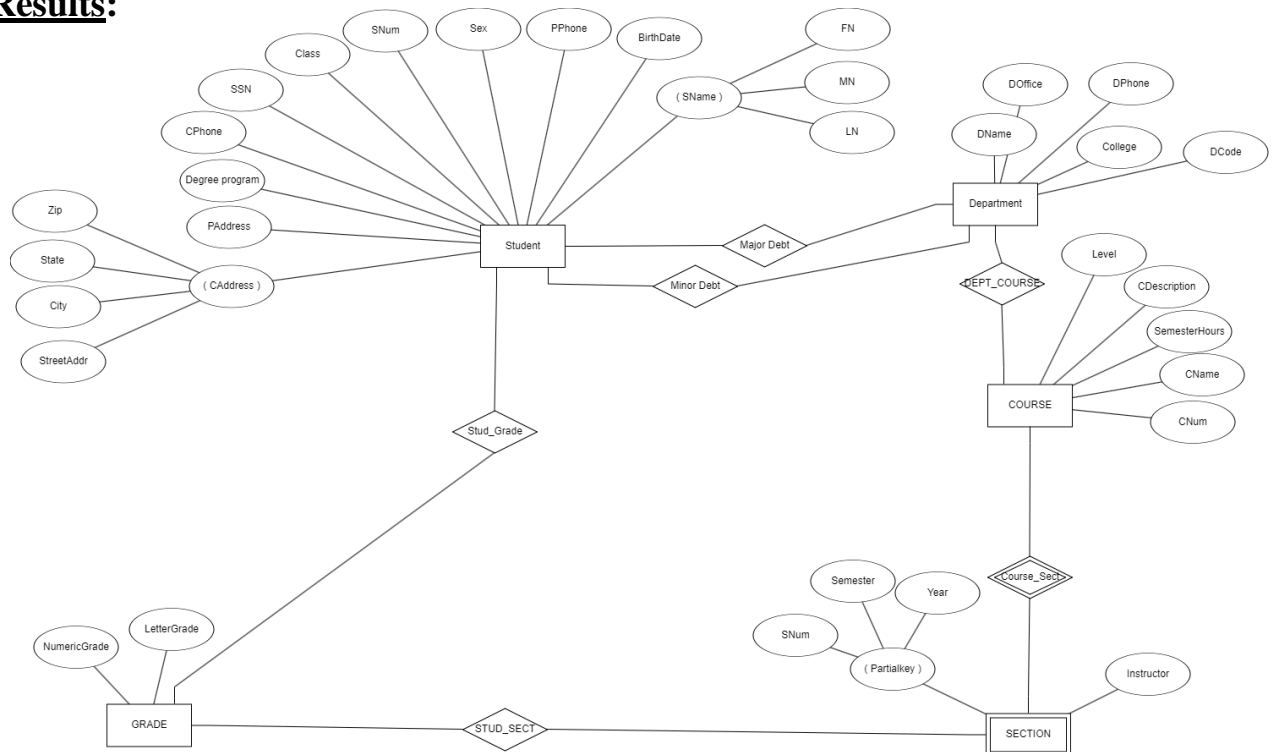 Results:
FN
SNum
Sex
PPhone
BirthDate
Class
MN
DOffice
DPhone
SSN
( SName )
CPhone
LN
DName
College
DCode
Degree program
Zip
PAddress
Department
State
Student
Major Debt
Level
( CAddress )
Minor Debt
DEPT_COURSE
CDescription
City
SemesterHours
StreetAddr
CName
COURSE
CNum
Stud_Grade
Course_Sect
Semester
Year
LetterGrade
SNum
NumericGrade
( Partialkey )
Instructor
GRADE
STUD_SECT
SECTION